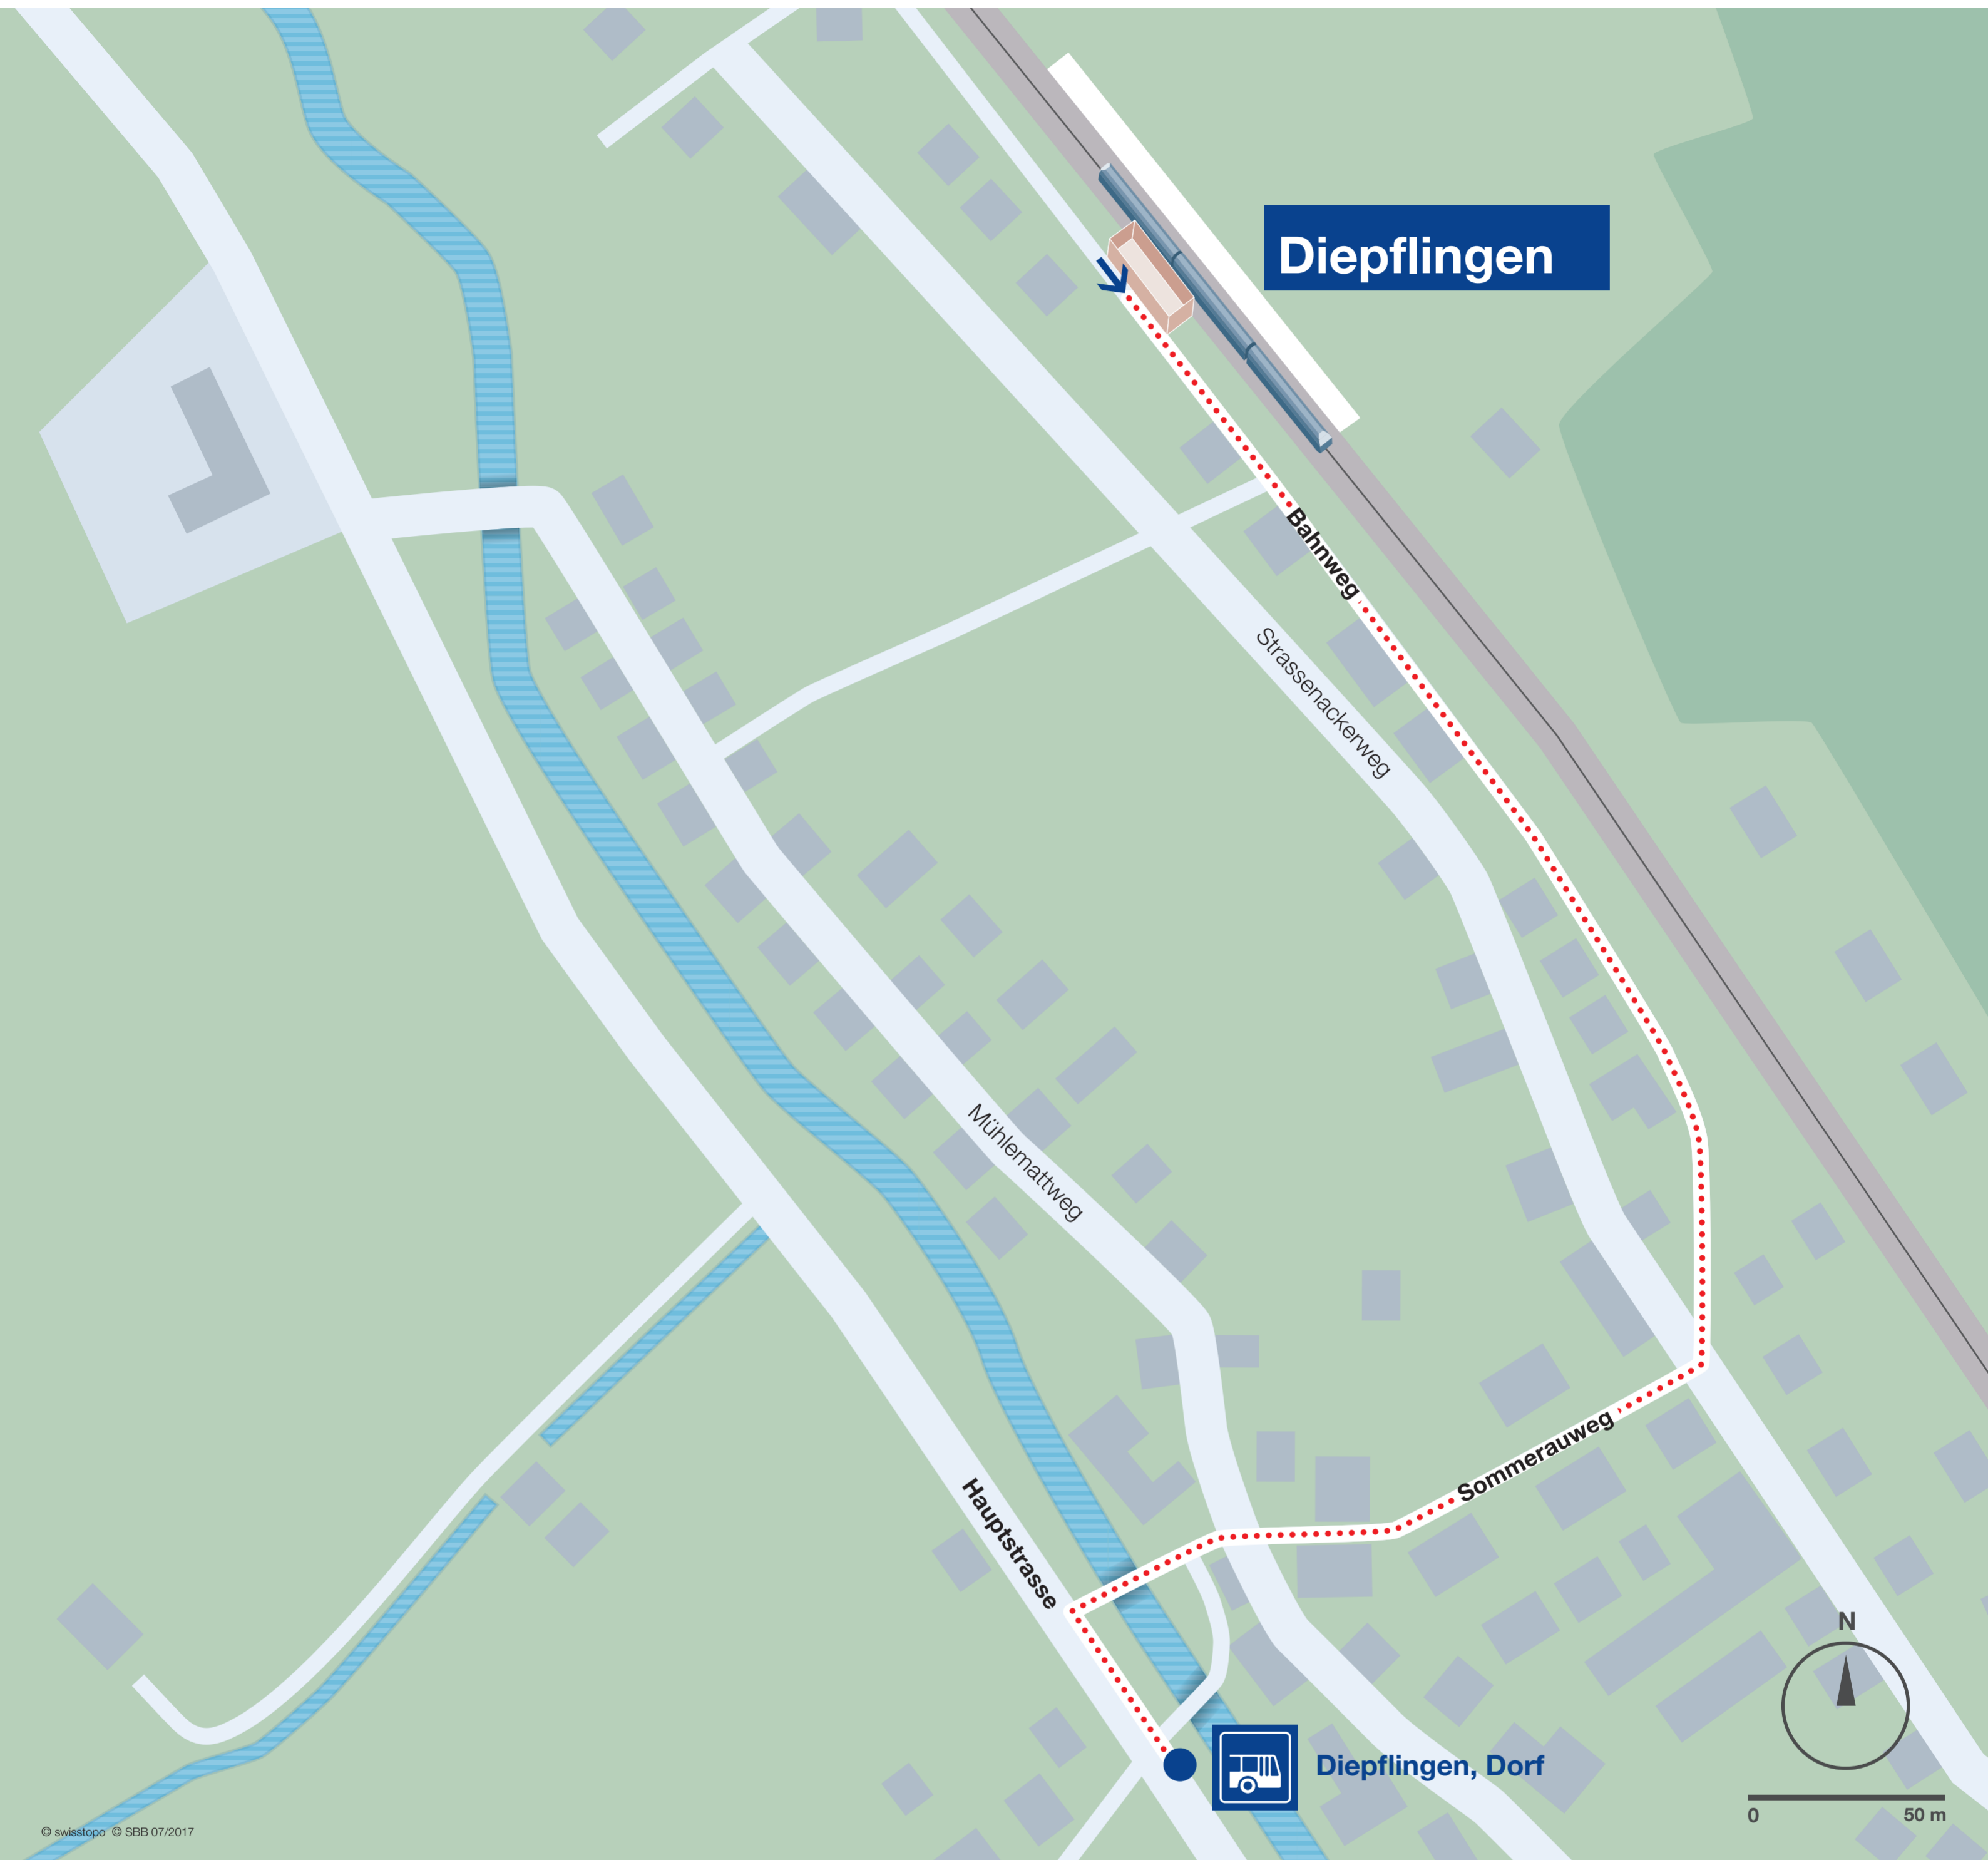 Diepflingen
Bahnweg
Strassenackerweg
Mühlemattweg
Sommerauweg
Hauptstrasse
N
Diepflingen, Dorf
0 50 m
© swisstopo © SBB 07/2017